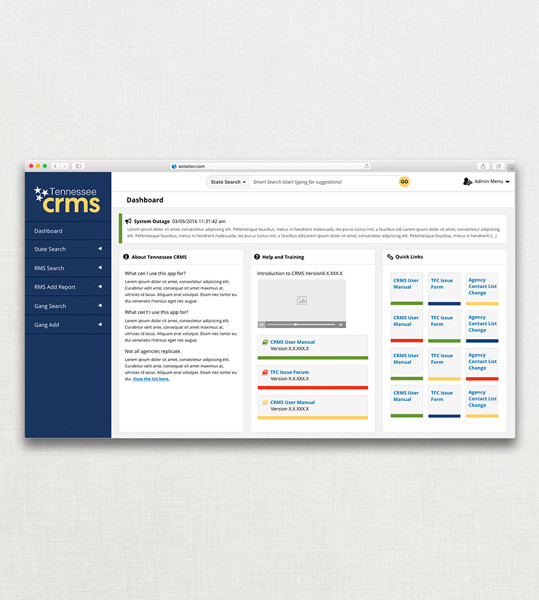 echaston.com
Tennessee
crms
State Search
Smart Search (start typing for suggestions)
GO
Admin Menu
Dashboard
Dashboard
State Search
RMS Search
RMS Add Report
Gang Search
Gang Add
System Outage 03/05/2016 11:31:42 am
Lorem ipsum dolor sit amet, consectetur adipiscing elit. Pellentesque faucibus, metus in hendrerit malesuada, leo purus luctus nisl, a faucibus odi Lorem ipsum dolor sit amet, consectetur adipiscing
elit. Pellentesque faucibus, metus in hendrerit malesuada, leo purus luctus nisl, a faucibus odiLorem ipsum dolor sit amet, consectetur adipiscing elit. Pellentesque faucibus, metus in hendrerit [...]
About Tennessee CRMS
What can I use this app for?
Lorem ipsum dolor sit amet, consectetur adipiscing elit.
Curabitur velit ante, consequat sit amet maximus at,
ultricies id lacus. Aliquam erat volutpat. Etiam nec tortor eu
dui molestie rhoncus et nec augue.
What can't I use this app for?
Lorem ipsum dolor sit amet, consectetur adipiscing elit.
Curabitur velit ante, consequat sit amet maximus at,
ultricies id lacus. Aliquam erat volutpat. Etiam nec tortor eu
dui molestie rhoncus et nec augue.
Not all agencies replicate.
Lorem ipsum dolor sit amet, consectetur adipiscing elit.
Curabitur velit ante, consequat sit amet maximus at,
ultricies id lacus. Aliquam erat volutpat. Etiam nec tortor eu
dui. View the list here.
Help and Training
Introduction to CRMS VersionX.X.XXX.X
CRMS User Manual
Version X.X.XXX.X
TFC Issue Forum
Version X.X.XXX.X
CRMS User Manual
Version X.X.XXX.X
Quick Links
CRMS User
Manual
TFC Issue
Form
Agency
Contact List
Change
CRMS User
Manual
TFC Issue
Form
Agency
Contact List
Change
CRMS User
Manual
TFC Issue
Form
Agency
Contact List
Change
CRMS User
Manual
TFC Issue
Form
Agency
Contact List
Change